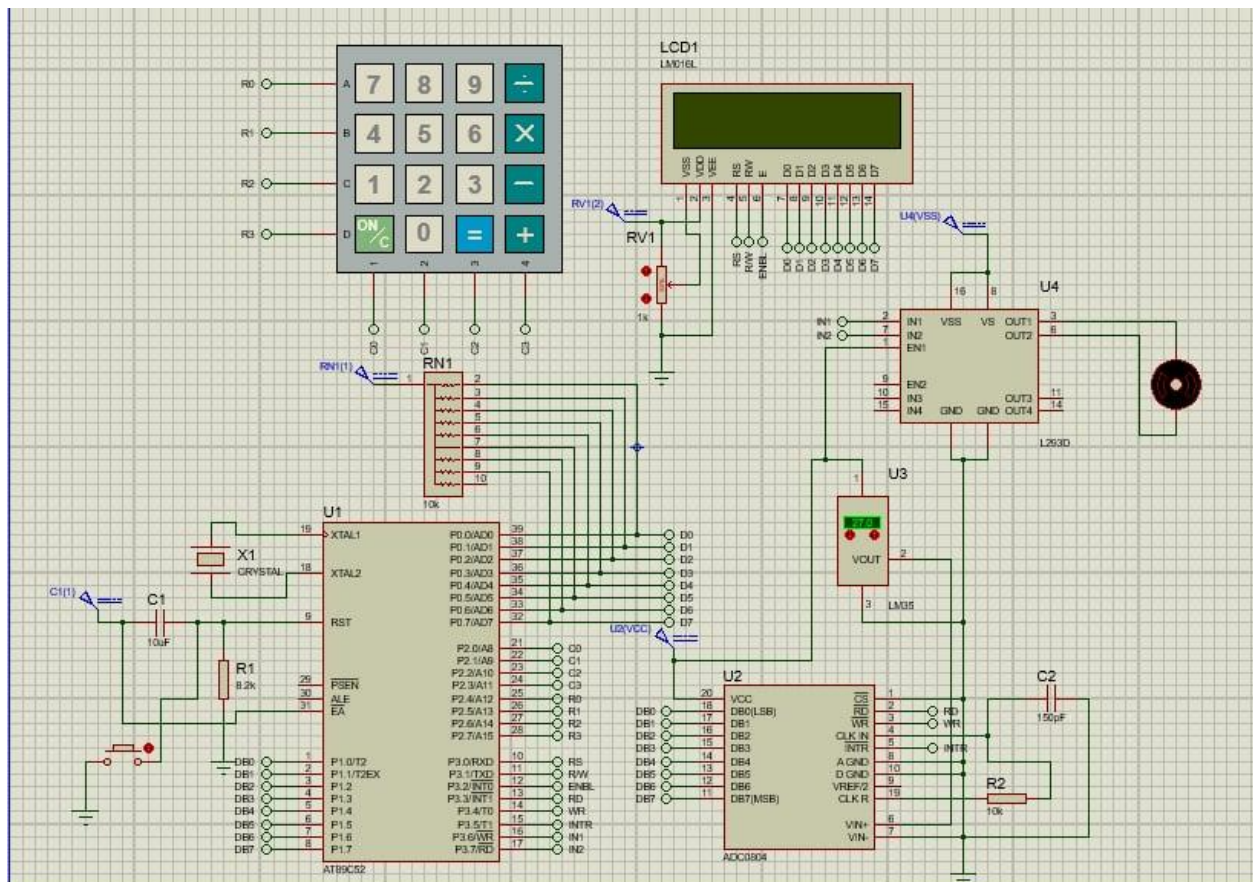 LCD1
LM016L
R0
A
7
8
9
÷
R1
B
4
5
6
×
R2
C
1
2
3
−
R3
D
ON/C
0
=
+
1
2
3
4
C0
C1
C2
C3
VSS
VDD
VEE
RS
RW
E
D0
D1
D2
D3
D4
D5
D6
D7
1
2
3
4
5
6
7
8
9
10
11
12
13
14
RS
R/W
ENBL
D0
D1
D2
D3
D4
D5
D6
D7
RV1(2)
RV1
1k
U4(VSS)
U4
16
8
IN1
2
IN1
VSS
VS
OUT1
3
IN2
7
IN2
OUT2
6
1
EN1
9
EN2
10
IN3
OUT3
11
15
IN4
GND
GND
OUT4
14
L293D
RN1(1)
RN1
1
2
3
4
5
6
7
8
9
10
10k
U3
1
27.0
VOUT
2
3
LM35
U1
19
XTAL1
P0.0/AD0
39
D0
P0.1/AD1
38
D1
P0.2/AD2
37
D2
18
XTAL2
P0.3/AD3
36
D3
P0.4/AD4
35
D4
P0.5/AD5
34
D5
P0.6/AD6
33
D6
9
RST
P0.7/AD7
32
D7
X1
CRYSTAL
C1(1)
C1
10uF
R1
8.2k
P2.0/A8
21
C0
P2.1/A9
22
C1
P2.2/A10
23
C2
29
PSEN
P2.3/A11
24
C3
30
ALE
P2.4/A12
25
R0
31
EA
P2.5/A13
26
R1
P2.6/A14
27
R2
P2.7/A15
28
R3
DB0
1
P1.0/T2
P3.0/RXD
10
RS
DB1
2
P1.1/T2EX
P3.1/TXD
11
R/W
DB2
3
P1.2
P3.2/INT0
12
ENBL
DB3
4
P1.3
P3.3/INT1
13
RD
DB4
5
P1.4
P3.4/T0
14
WR
DB5
6
P1.5
P3.5/T1
15
INTR
DB6
7
P1.6
P3.6/WR
16
IN1
DB7
8
P1.7
P3.7/RD
17
IN2
AT89C52
U2(VCC)
U2
20
VCC
CS
1
DB0
18
DB0(LSB)
RD
2
RD
DB1
17
DB1
WR
3
WR
DB2
16
DB2
CLK IN
4
DB3
15
DB3
INTR
5
INTR
DB4
14
DB4
A GND
8
DB5
13
DB5
D GND
10
DB6
12
DB6
VREF/2
9
DB7
11
DB7(MSB)
CLK R
19
VIN+
6
VIN-
7
ADC0804
C2
150pF
R2
10k